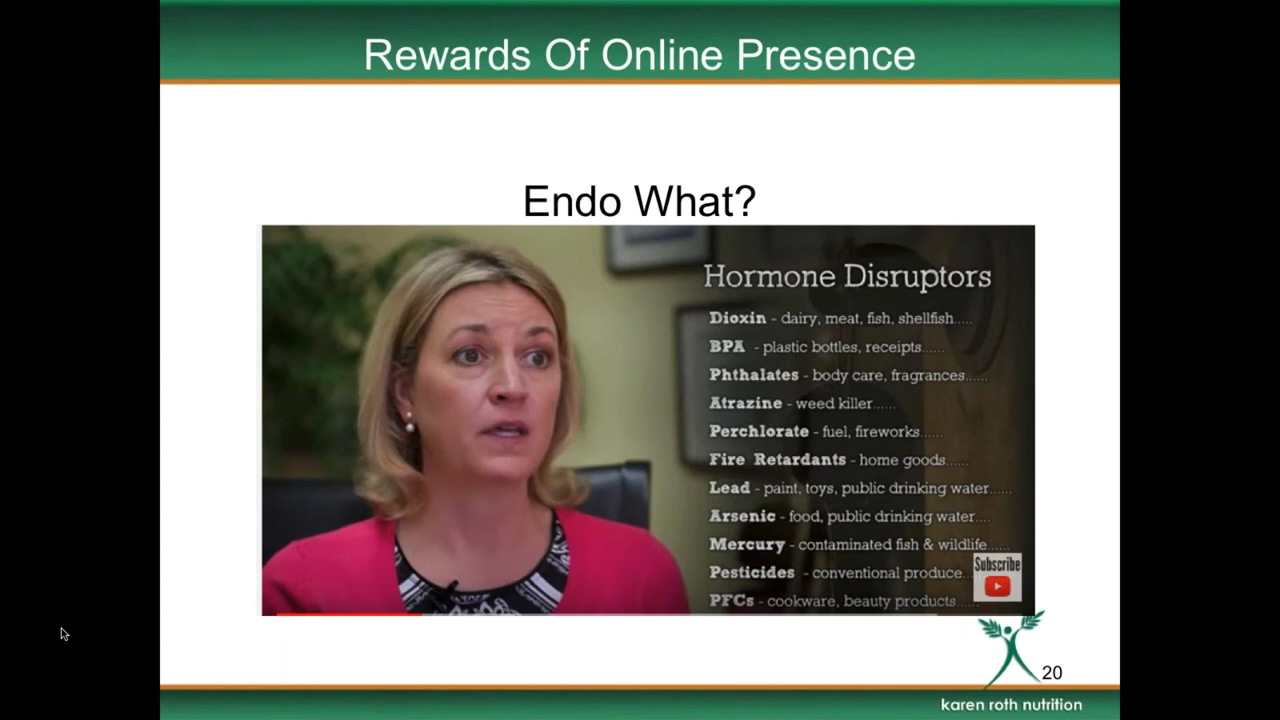 Rewards Of Online Presence
Endo What?
Hormone Disruptors
Dioxin - dairy, meat, fish, shellfish.....
BPA - plastic bottles, receipts......
Phthalates - body care, fragrances......
Atrazine - weed killer......
Perchlorate - fuel, fireworks......
Fire Retardants - home goods......
Lead - paint, toys, public drinking water......
Arsenic - food, public drinking water....
Mercury - contaminated fish & wildlife......
Pesticides - conventional produce...
PFCs - cookware, beauty products......
Subscribe
20
karen roth nutrition